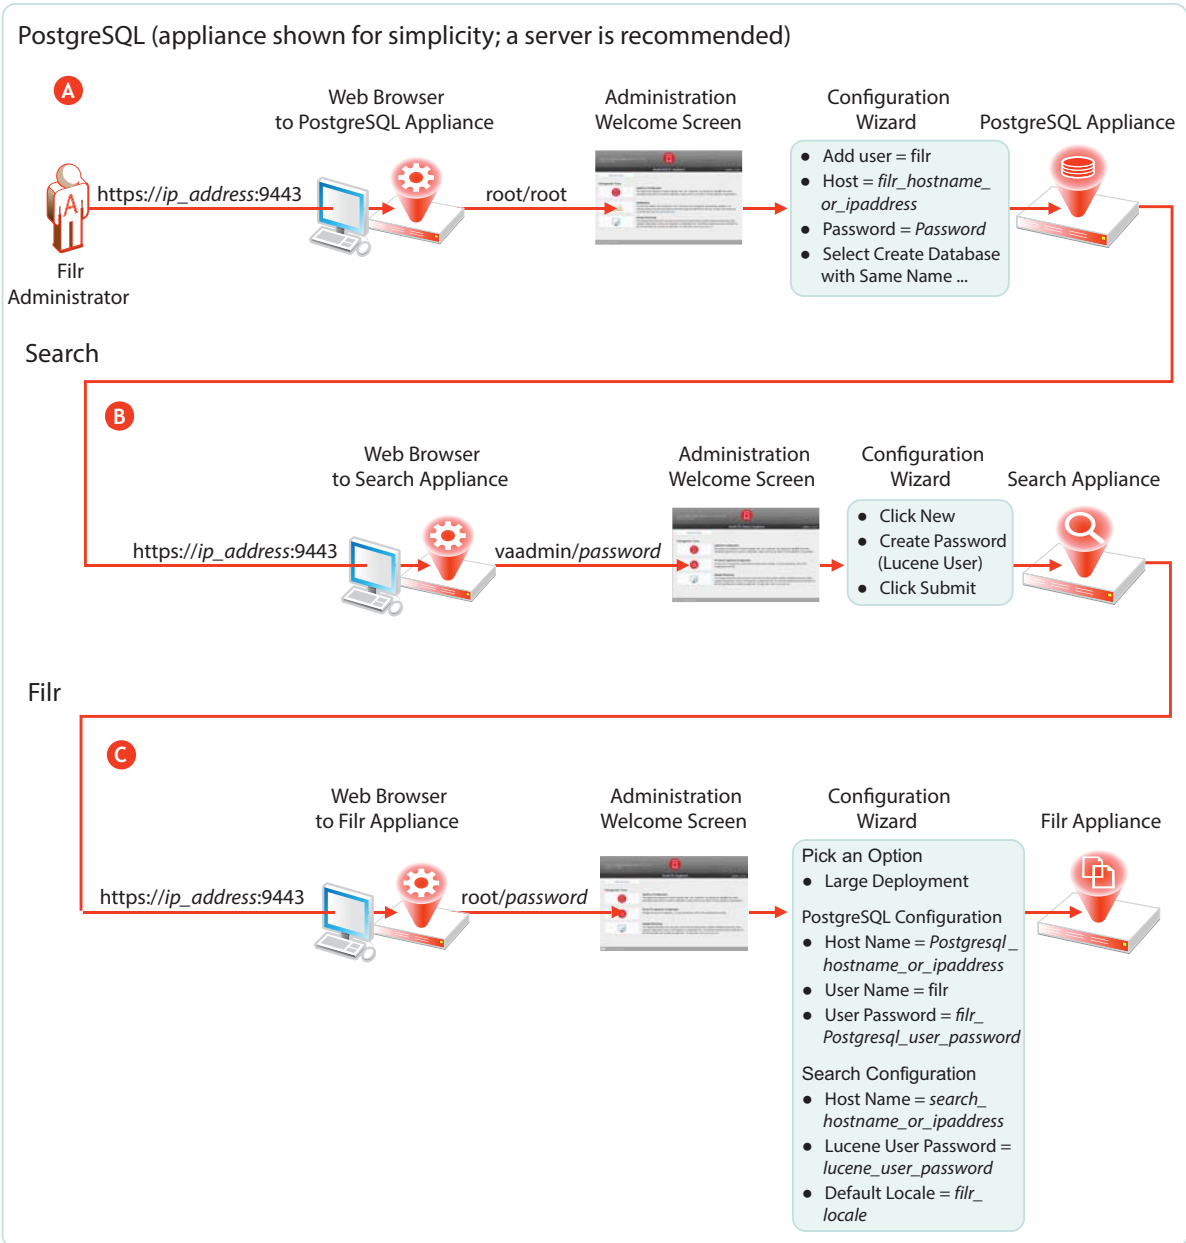 PostgreSQL (appliance shown for simplicity; a server is recommended)
A
Web Browser
to PostgreSQL Appliance
Administration
Welcome Screen
Configuration
Wizard
PostgreSQL Appliance
https://ip_address:9443
root/root
● Add user = filr
● Host = filr_hostname_
or_ipaddress
● Password = Password
● Select Create Database
with Same Name ...
A
Filr
Administrator
Search
B
Web Browser
to Search Appliance
Administration
Welcome Screen
Configuration
Wizard
Search Appliance
https://ip_address:9443
vaadmin/password
● Click New
● Create Password
(Lucene User)
● Click Submit
Filr
C
Web Browser
to Filr Appliance
Administration
Welcome Screen
Configuration
Wizard
Filr Appliance
https://ip_address:9443
root/password
Pick an Option
● Large Deployment
PostgreSQL Configuration
● Host Name = Postgresql_
hostname_or_ipaddress
● User Name = filr
● User Password = filr_
Postgresql_user_password
Search Configuration
● Host Name = search_
hostname_or_ipaddress
● Lucene User Password =
lucene_user_password
● Default Locale = filr_
locale